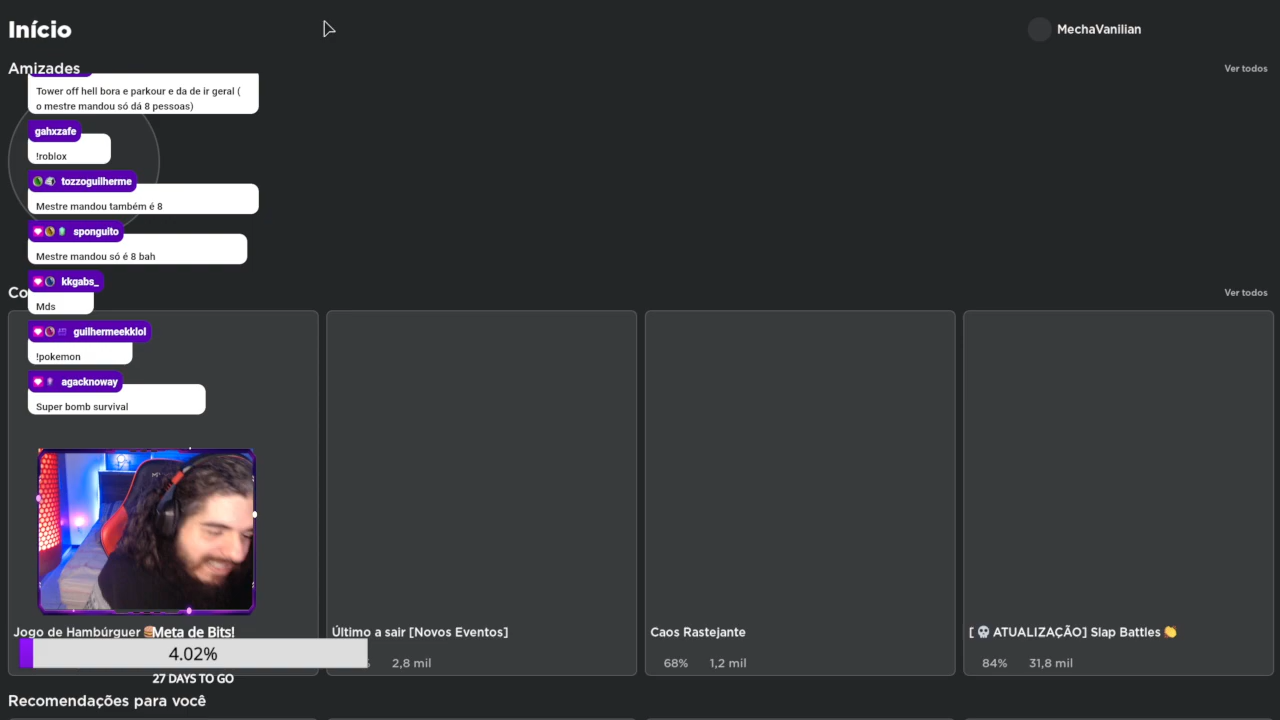 Início
MechaVanilian
Amizades
Ver todos
Tower off hell bora e parkour e da de ir geral (
o mestre mandou só dá 8 pessoas)
gahxzafe
!roblox
tozzoguilherme
Mestre mandou também é 8
sponguito
Mestre mandou só é 8 bah
kkgabs_
Co
Ver todos
Mds
guilhermeekklol
!pokemon
agacknoway
Super bomb survival
Jogo de Hambúrguer 🍔
Meta de Bits!
Último a sair [Novos Eventos]
Caos Rastejante
[ 💀 ATUALIZAÇÃO] Slap Battles 👏
4.02%
2,8 mil
68% 1,2 mil
84% 31,8 mil
27 DAYS TO GO
Recomendações para você